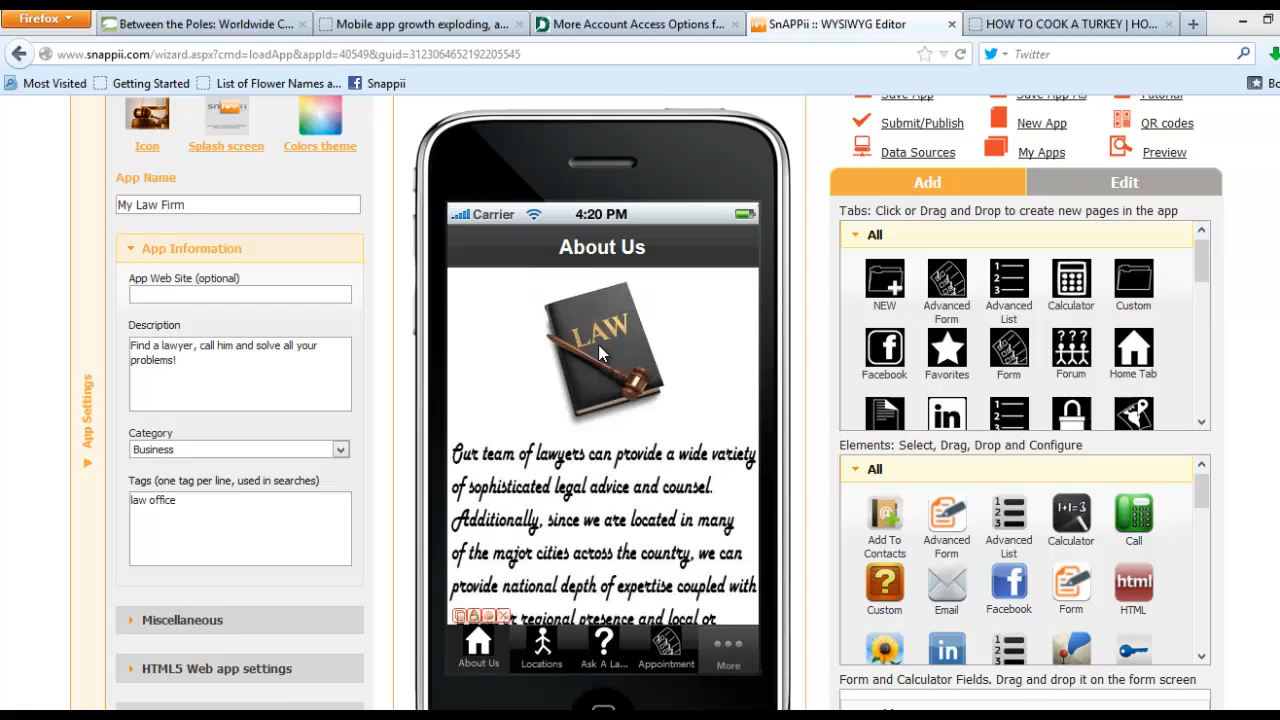 Firefox
Between the Poles: Worldwide C...
Mobile app growth exploding, a...
More Account Access Options f...
SnAPPii :: WYSIWYG Editor
HOW TO COOK A TURKEY | HO...
www.snappii.com/wizard.aspx?cmd=loadApp&appId=40549&guid=3123064652192205545
Twitter
Most Visited
Getting Started
List of Flower Names a...
Snappii
Bo
Icon
Splash screen
Colors theme
App Name
My Law Firm
App Information
App Web Site (optional)
Description
Find a lawyer, call him and solve all your
problems!
Category
Business
Tags (one tag per line, used in searches)
law office
Miscellaneous
HTML5 Web app settings
App Settings
Carrier
4:20 PM
About Us
LAW
Our team of lawyers can provide a wide variety
of sophisticated legal advice and counsel.
Additionally, since we are located in many
of the major cities across the country, we can
provide national depth of expertise coupled with
regional presence and local or
About Us
Locations
Ask A La...
Appointment
More
Save App
Save App As
Tutorial
Submit/Publish
New App
QR codes
Data Sources
My Apps
Preview
Add
Edit
Tabs: Click or Drag and Drop to create new pages in the app
All
NEW
Advanced
Form
Advanced
List
Calculator
Custom
Facebook
Favorites
Form
Forum
Home Tab
Elements: Select, Drag, Drop and Configure
All
Add To
Contacts
Advanced
Form
Advanced
List
1+1=3
Calculator
Call
Custom
Email
Facebook
Form
html
HTML
Form and Calculator Fields. Drag and drop it on the form screen